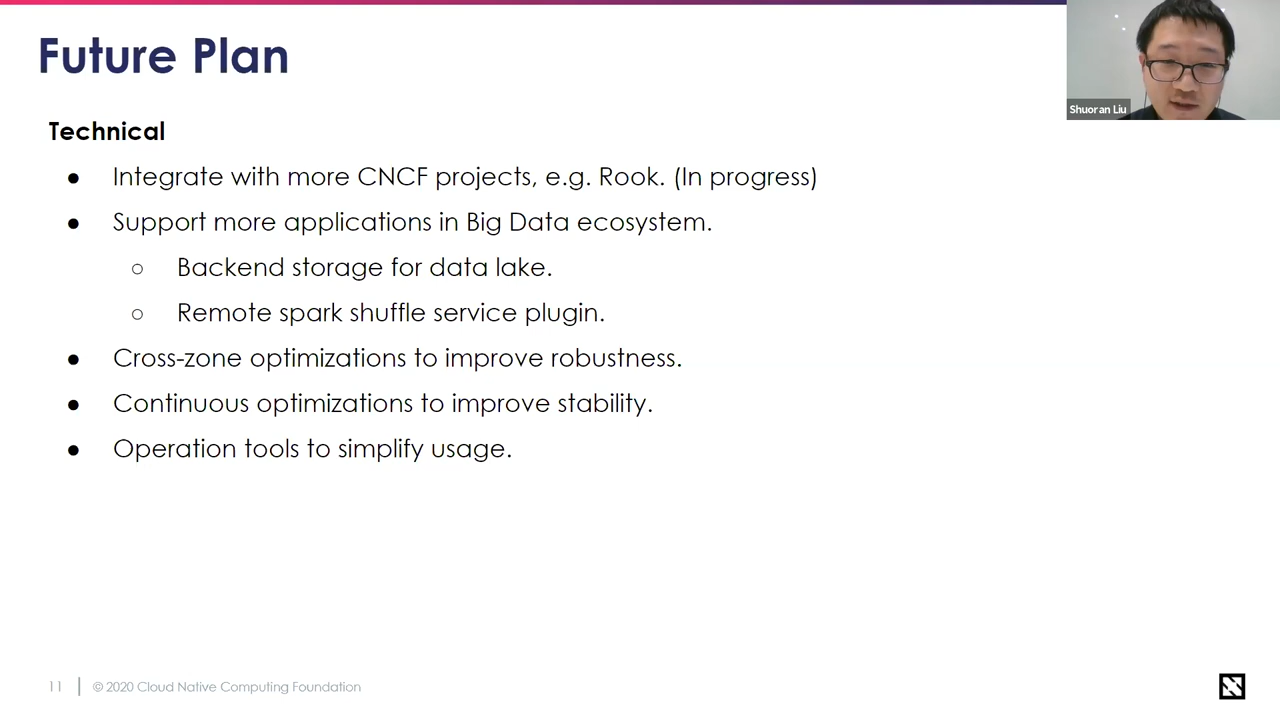 Future Plan
Shuoran Liu
Technical
● Integrate with more CNCF projects, e.g. Rook. (In progress)
● Support more applications in Big Data ecosystem.
○ Backend storage for data lake.
○ Remote spark shuffle service plugin.
● Cross-zone optimizations to improve robustness.
● Continuous optimizations to improve stability.
● Operation tools to simplify usage.
11 | © 2020 Cloud Native Computing Foundation